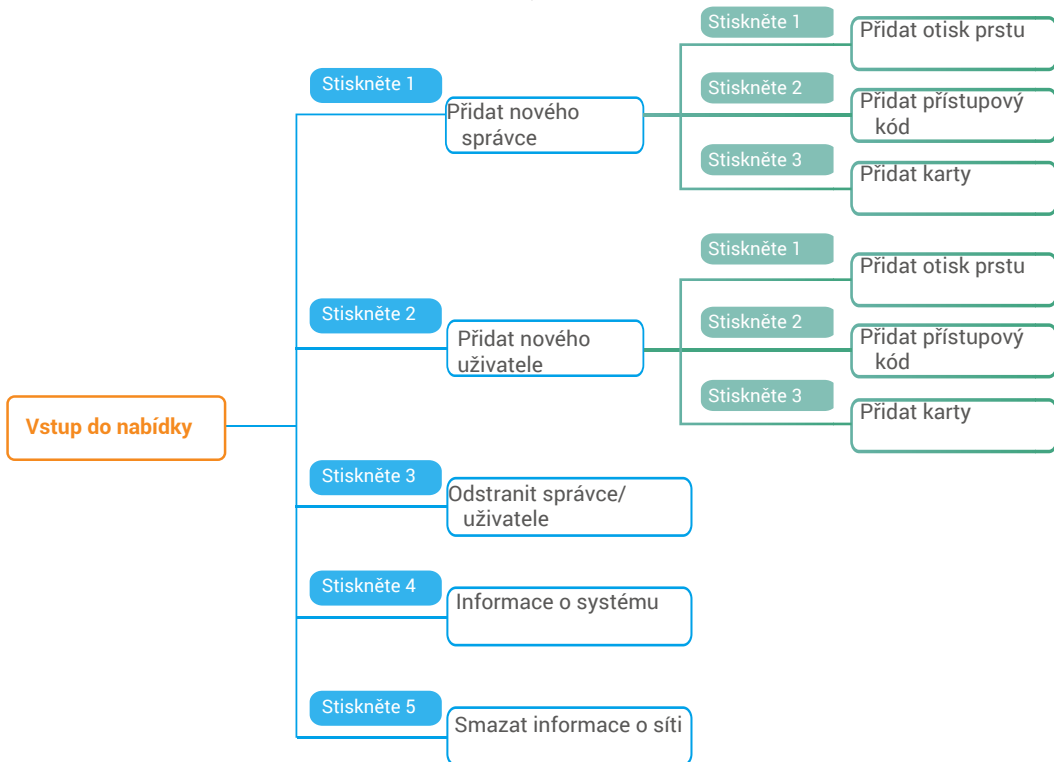 Vstup do nabídky
Stiskněte 1
Přidat nového
správce
Stiskněte 1
Přidat otisk prstu
Stiskněte 2
Přidat přístupový
kód
Stiskněte 3
Přidat karty
Stiskněte 2
Přidat nového
uživatele
Stiskněte 1
Přidat otisk prstu
Stiskněte 2
Přidat přístupový
kód
Stiskněte 3
Přidat karty
Stiskněte 3
Odstranit správce/
uživatele
Stiskněte 4
Informace o systému
Stiskněte 5
Smazat informace o síti